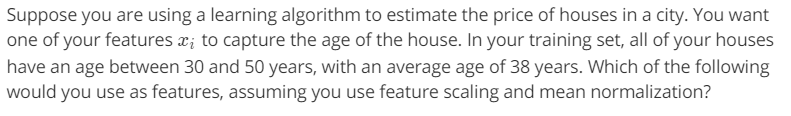 Suppose you are using a learning algorithm to estimate the price of houses in a city. You want
one of your features xᵢ to capture the age of the house. In your training set, all of your houses
have an age between 30 and 50 years, with an average age of 38 years. Which of the following
would you use as features, assuming you use feature scaling and mean normalization?